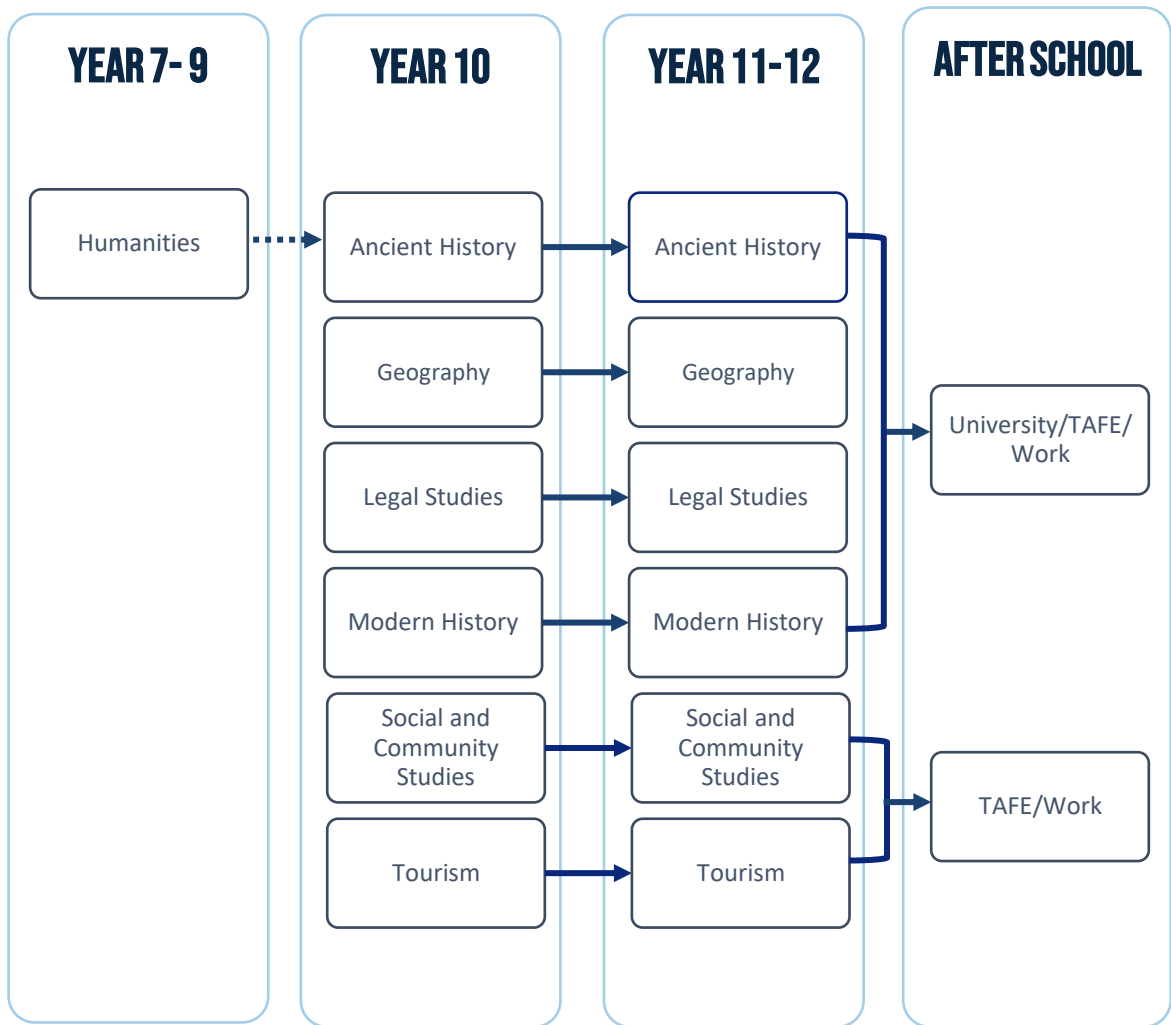 YEAR 7- 9
Humanities
YEAR 10
Ancient History
Geography
Legal Studies
Modern History
Social and
Community
Studies
Tourism
YEAR 11-12
Ancient History
Geography
Legal Studies
Modern History
Social and
Community
Studies
Tourism
AFTER SCHOOL
University/TAFE/
Work
TAFE/Work